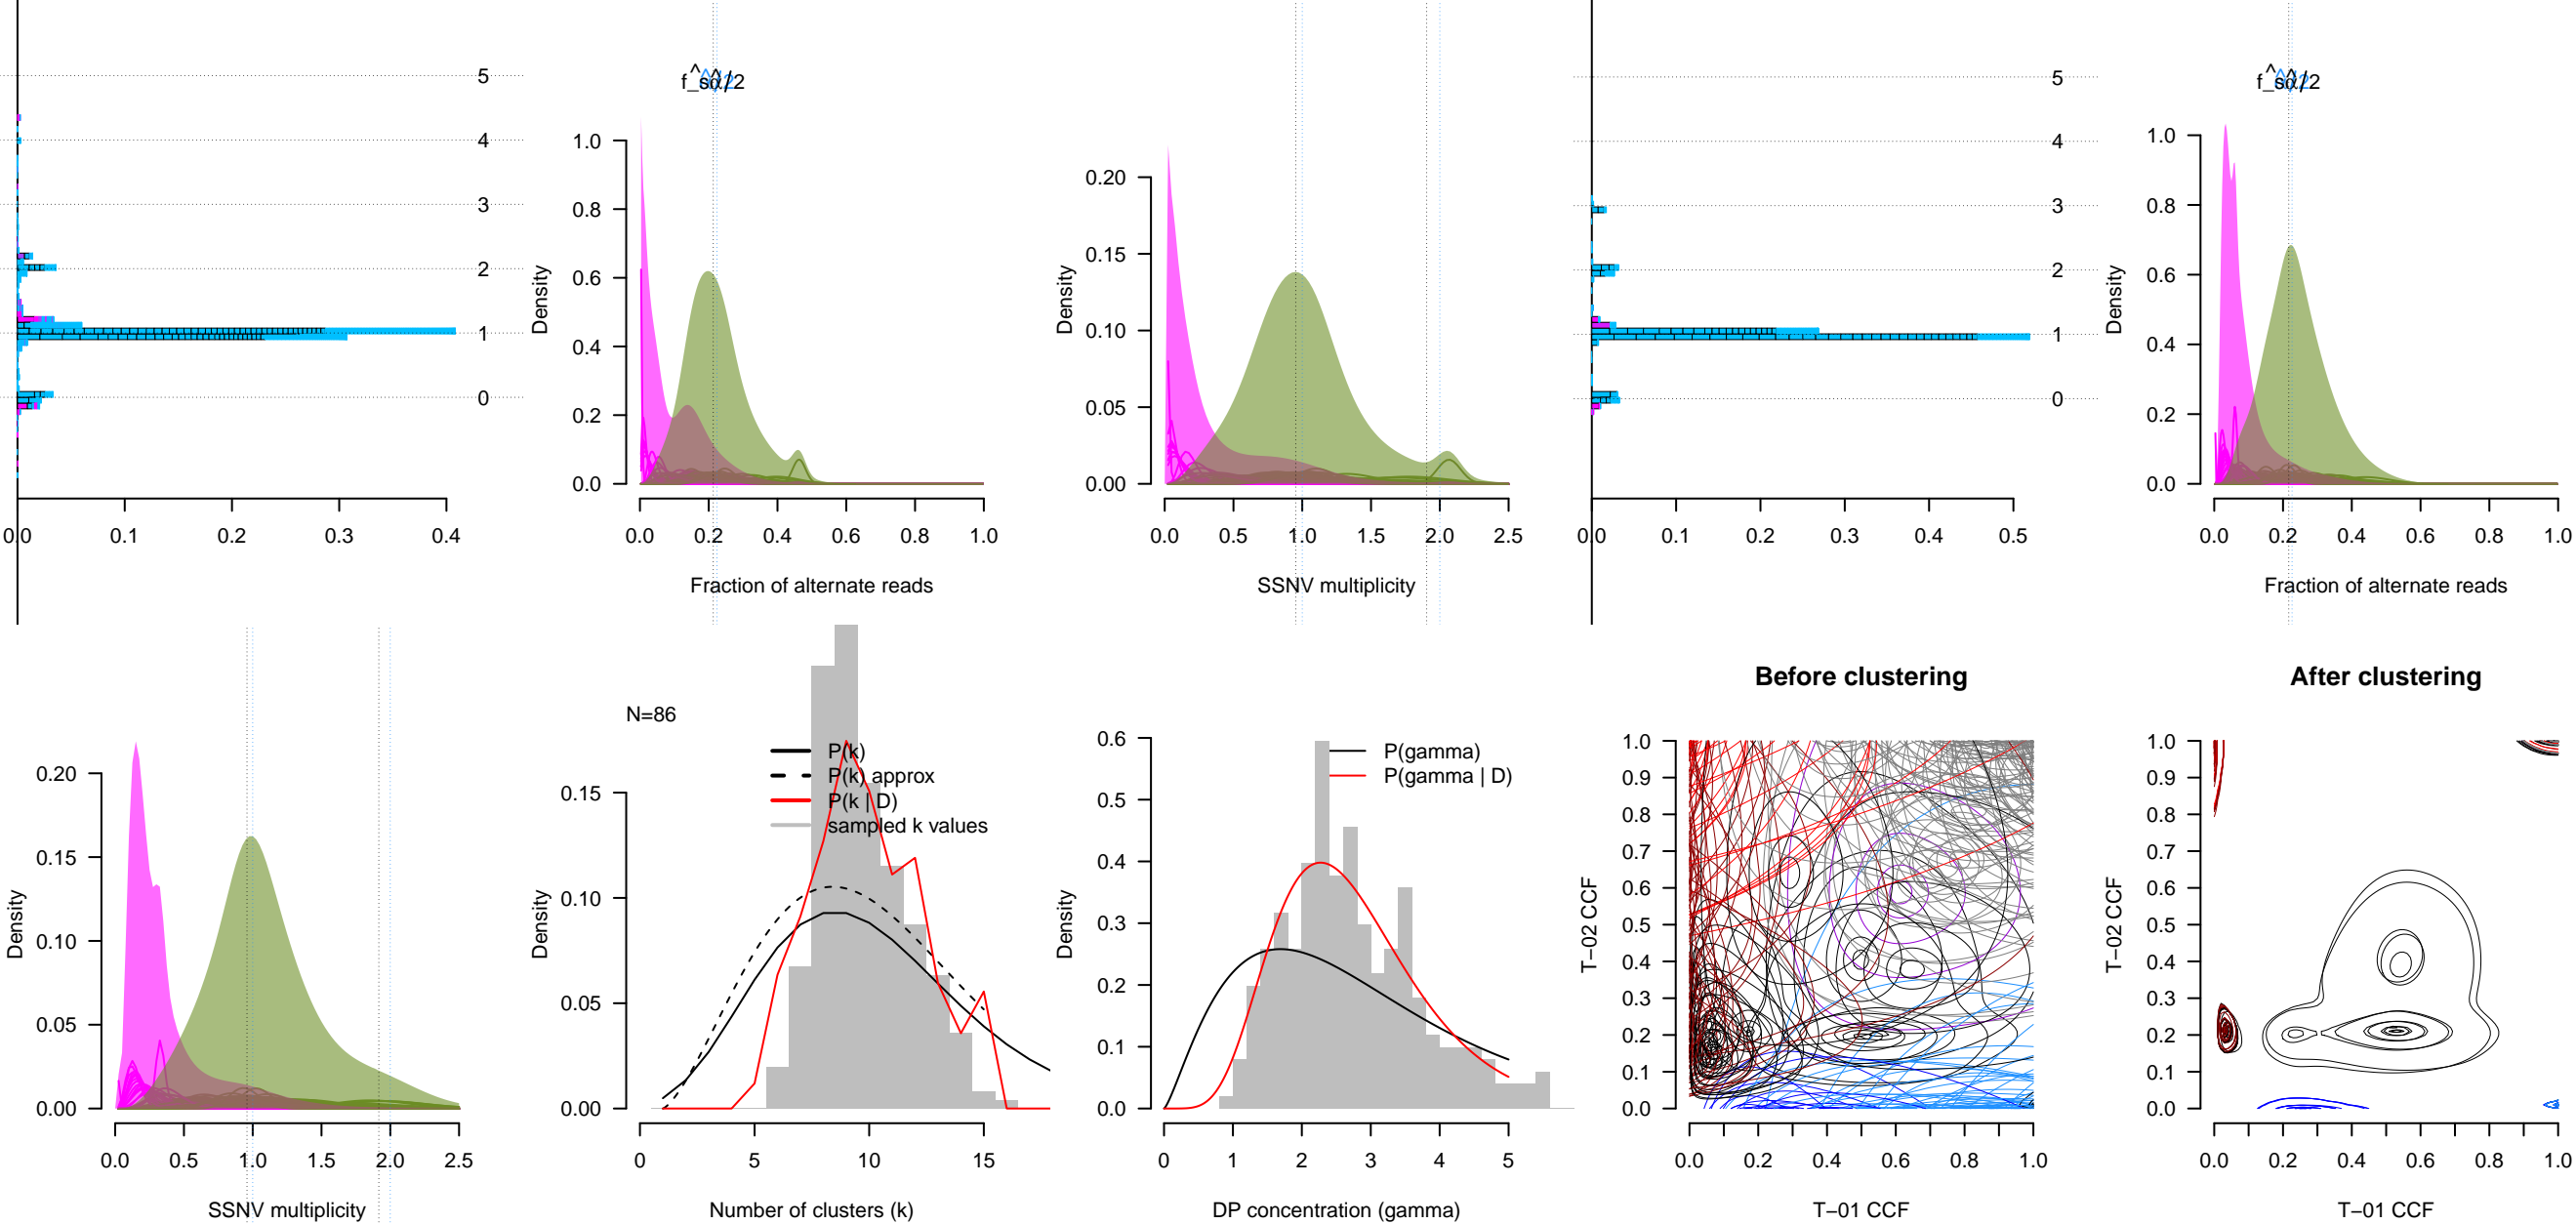 5
4
3
2
1
0
0.0 0.1 0.2 0.3 0.4
Density
1.0
0.8
0.6
0.4
0.2
0.0
0.0 0.2 0.4 0.6 0.8 1.0
Fraction of alternate reads
Density
0.20
0.15
0.10
0.05
0.00
0.0 0.5 1.0 1.5 2.0 2.5
SSNV multiplicity
5
4
3
2
1
0
0.0 0.1 0.2 0.3 0.4 0.5
Density
1.0
0.8
0.6
0.4
0.2
0.0
0.0 0.2 0.4 0.6 0.8 1.0
Fraction of alternate reads
Density
0.20
0.15
0.10
0.05
0.00
0.0 0.5 1.0 1.5 2.0 2.5
SSNV multiplicity
N=86
P(k)
P(k) approx
P(k | D)
sampled k values
Density
0.15
0.10
0.05
0.00
0 5 10 15
Number of clusters (k)
P(gamma)
P(gamma | D)
Density
0.6
0.5
0.4
0.3
0.2
0.1
0.0
0 1 2 3 4 5
DP concentration (gamma)
Before clustering
T−02 CCF
1.0
0.9
0.8
0.7
0.6
0.5
0.4
0.3
0.2
0.1
0.0
0.0 0.2 0.4 0.6 0.8 1.0
T−01 CCF
After clustering
T−02 CCF
1.0
0.9
0.8
0.7
0.6
0.5
0.4
0.3
0.2
0.1
0.0
0.0 0.2 0.4 0.6 0.8 1.0
T−01 CCF